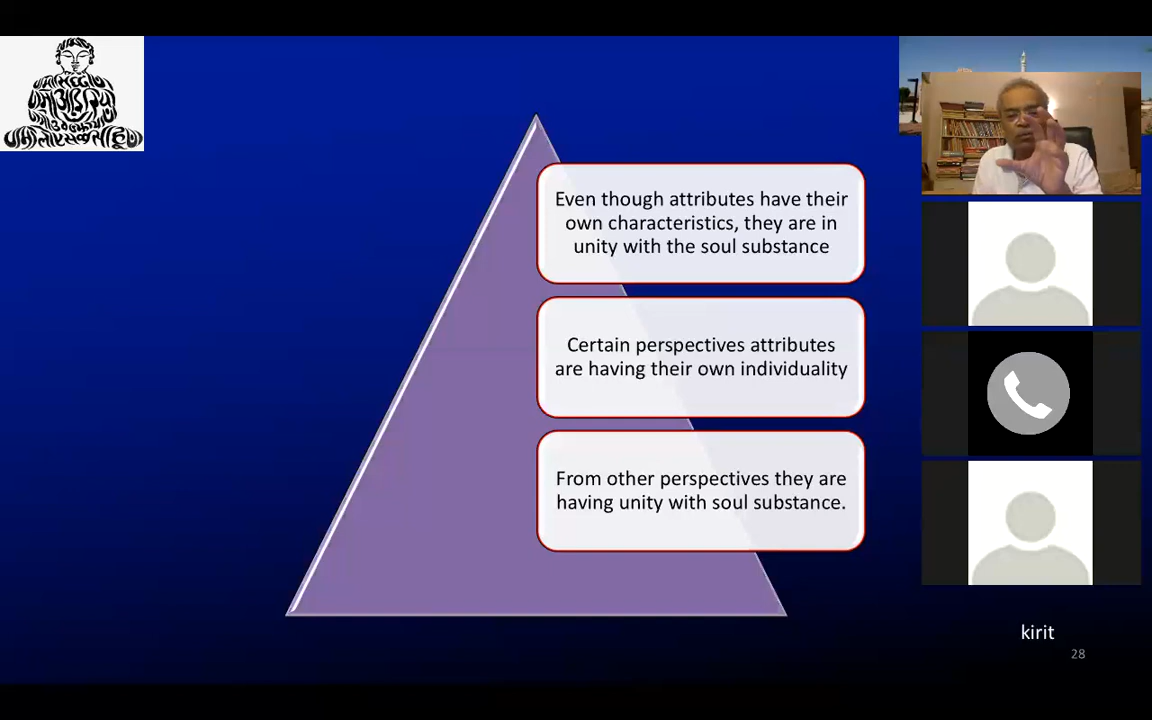 Even though attributes have their
own characteristics, they are in
unity with the soul substance
Certain perspectives attributes
are having their own individuality
From other perspectives they are
having unity with soul substance.
kirit
28